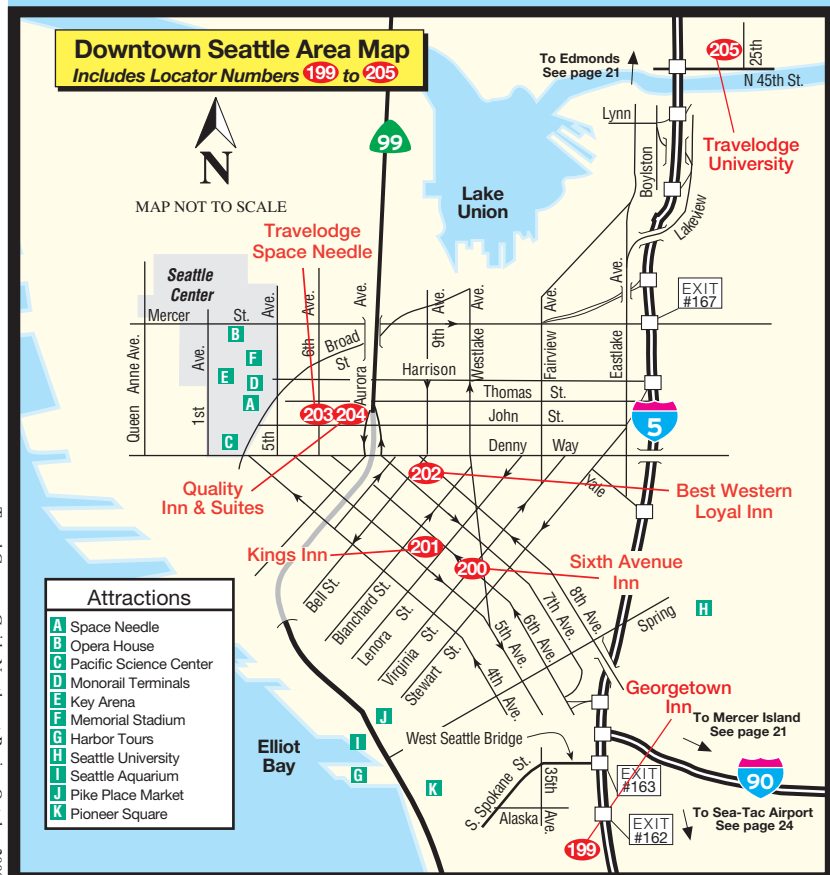 Downtown Seattle Area Map
Includes Locator Numbers 199 to 205
N
MAP NOT TO SCALE
99
To Edmonds
See page 21
205
25th
N 45th St.
Travelodge
University
Lynn
Boylston
Lakeview
Lake
Union
Travelodge
Space Needle
Seattle
Center
EXIT
#167
Mercer St.
Queen Anne Ave.
1st Ave.
5th Ave.
6th Ave.
Broad
St
Aurora Ave.
9th Ave.
Westlake Ave.
Fairview Ave.
Eastlake Ave.
B
F
E
D
A
C
Harrison
Thomas St.
John St.
Denny Way
203
204
5
Quality
Inn & Suites
202
Yale
Best Western
Loyal Inn
Kings Inn
201
200
Sixth Avenue
Inn
Bell St.
Blanchard St.
Lenora St.
Virginia St.
Stewart St.
4th Ave.
5th Ave.
6th Ave.
7th Ave.
8th Ave.
Spring
H
Attractions
A Space Needle
B Opera House
C Pacific Science Center
D Monorail Terminals
E Key Arena
F Memorial Stadium
G Harbor Tours
H Seattle University
I Seattle Aquarium
J Pike Place Market
K Pioneer Square
Elliot
Bay
J
I
G
K
Georgetown
Inn
To Mercer Island
See page 21
West Seattle Bridge
90
S. Spokane St.
35th Ave.
Alaska
EXIT
#163
EXIT
#162
199
To Sea-Tac Airport
See page 24